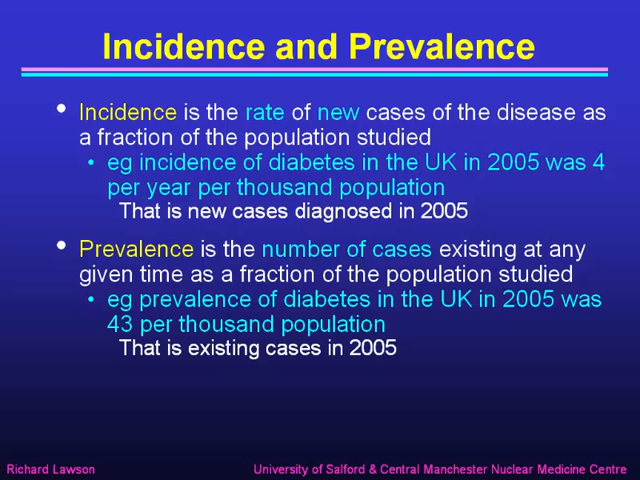 Incidence and Prevalence
• Incidence is the rate of new cases of the disease as
a fraction of the population studied
• eg incidence of diabetes in the UK in 2005 was 4
per year per thousand population
That is new cases diagnosed in 2005
• Prevalence is the number of cases existing at any
given time as a fraction of the population studied
• eg prevalence of diabetes in the UK in 2005 was
43 per thousand population
That is existing cases in 2005
Richard Lawson
University of Salford & Central Manchester Nuclear Medicine Centre